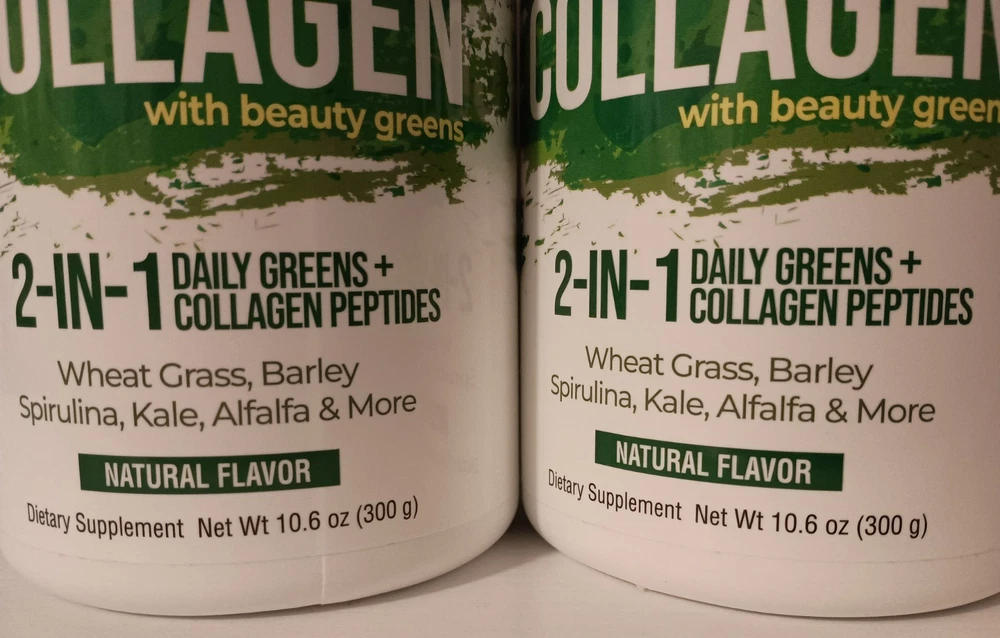 COLLAGEN
with beauty greens
2-IN-1 DAILY GREENS +
COLLAGEN PEPTIDES
Wheat Grass, Barley
Spirulina, Kale, Alfalfa & More
NATURAL FLAVOR
Dietary Supplement Net Wt 10.6 oz (300 g)
COLLAGEN
with beauty green
2-IN-1 DAILY GREENS +
COLLAGEN PEPTIDES
Wheat Grass, Barley
Spirulina, Kale, Alfalfa & More
NATURAL FLAVOR
Dietary Supplement Net Wt 10.6 oz (300 g)